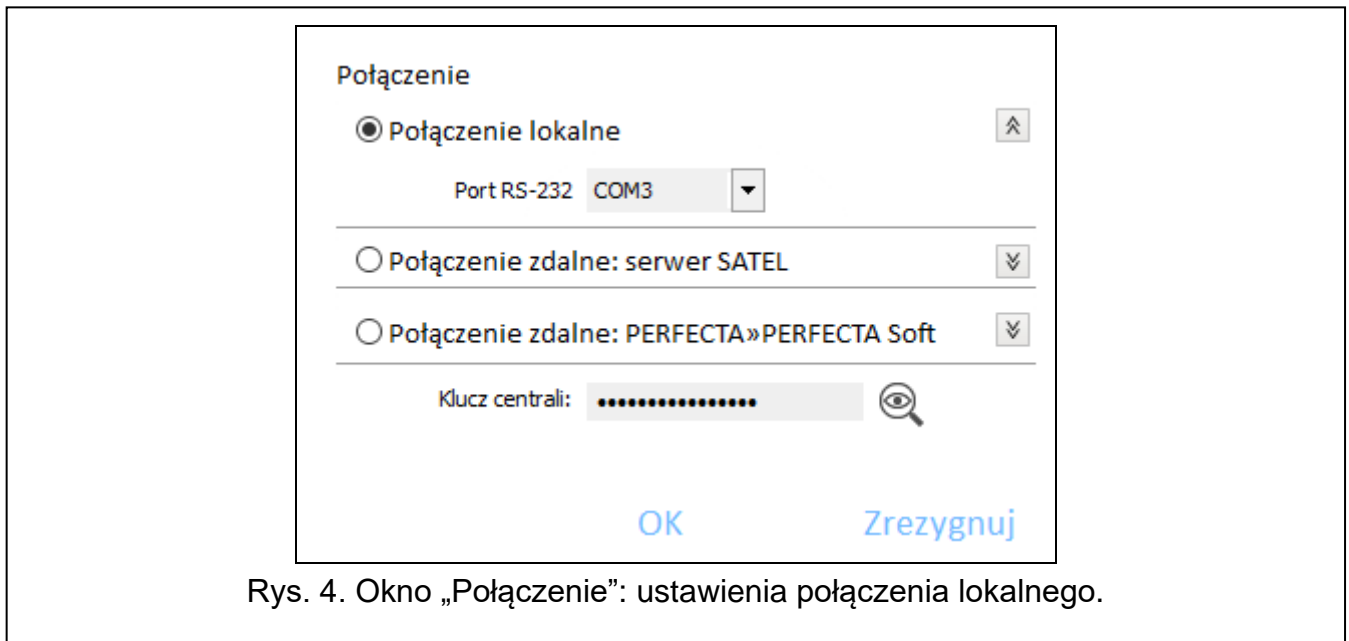 Połączenie
Połączenie lokalne
Port RS-232 COM3
Połączenie zdalne: serwer SATEL
Połączenie zdalne: PERFECTA»PERFECTA Soft
Klucz centrali: ••••••••••••••••
OK Zrezygnuj
Rys. 4. Okno „Połączenie”: ustawienia połączenia lokalnego.